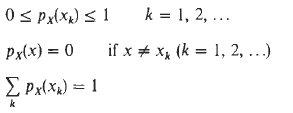 0 ≤ p_X(x_k) ≤ 1 k = 1, 2, ...
p_X(x) = 0 if x ≠ x_k (k = 1, 2, ...)
∑_k p_X(x_k) = 1